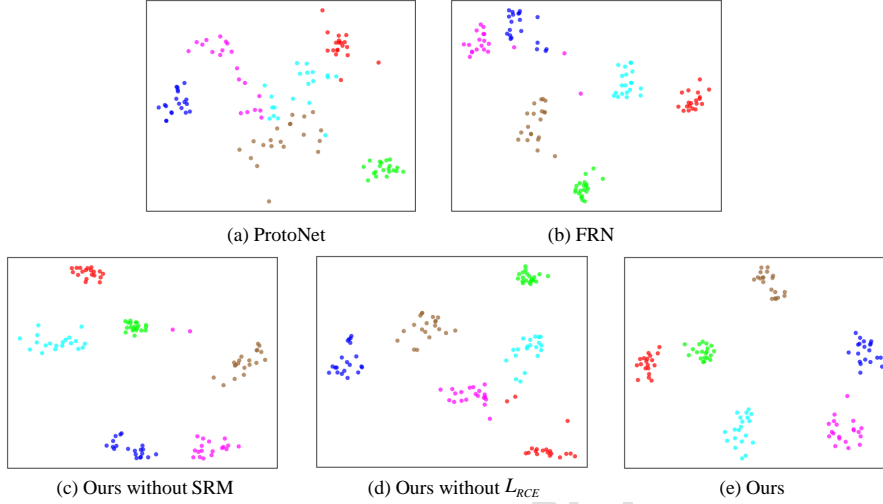 (a) ProtoNet
(b) FRN
(c) Ours without SRM
(d) Ours without L_RCE
(e) Ours